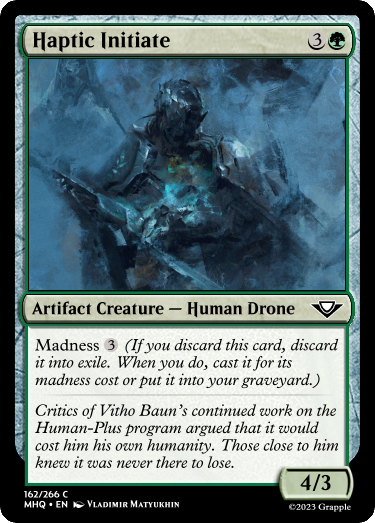 Haptic Initiate 3
Artifact Creature — Human Drone
Madness 3 (If you discard this card, discard
it into exile. When you do, cast it for its
madness cost or put it into your graveyard.)
Critics of Vitho Baun's continued work on the
Human-Plus program argued that it would
cost him his own humanity. Those close to him
knew it was never there to lose.
4/3
162/266 C
MHQ • EN Vladimir Matyukhin
©2023 Grapple